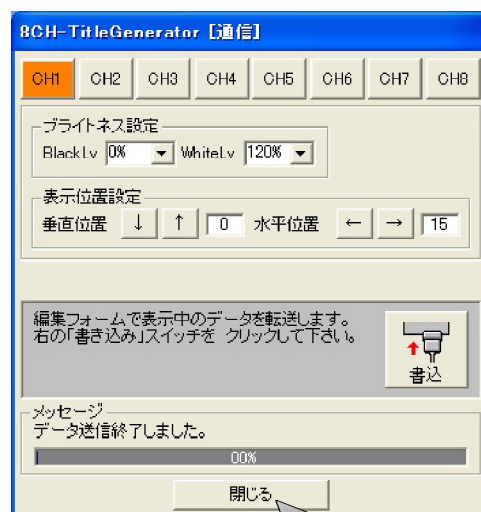 8CH-TitleGenerator [通信]
CH1 CH2 CH3 CH4 CH5 CH6 CH7 CH8
ブライトネス設定
BlackLv 0% WhiteLv 120%
表示位置設定
垂直位置 ↓ ↑ 0 水平位置 ← → 15
編集フォームで表示中のデータを転送します。
右の「書き込み」スイッチを クリックして下さい。
書込
メッセージ
データ送信終了しました。
00%
閉じる